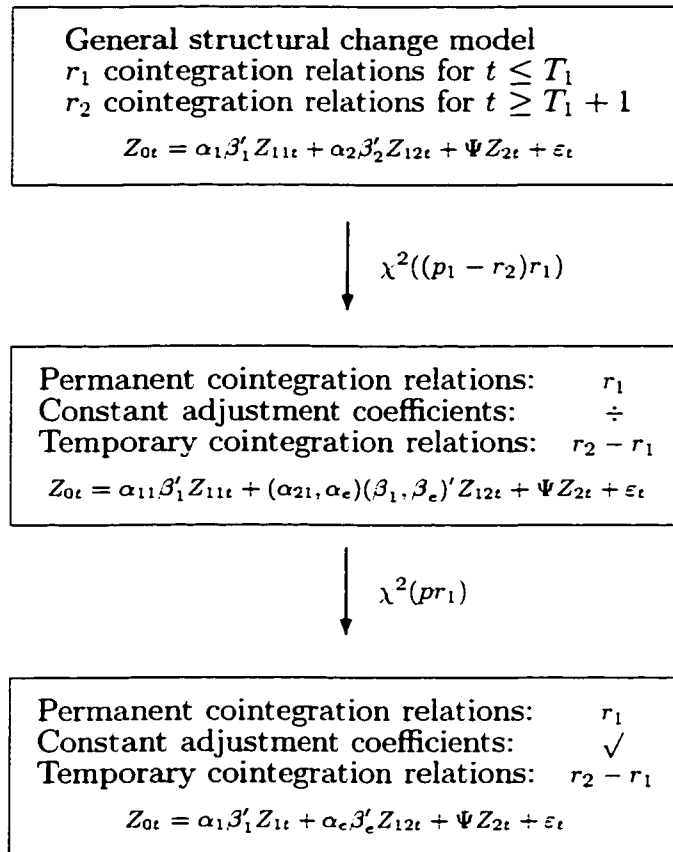 General structural change model
r₁ cointegration relations for t ≤ T₁
r₂ cointegration relations for t ≥ T₁ + 1
Z₀ₜ = α₁β′₁Z₁₁ₜ + α₂β′₂Z₁₂ₜ + ΨZ₂ₜ + εₜ
χ²((p₁ − r₂)r₁)
Permanent cointegration relations: r₁
Constant adjustment coefficients: ÷
Temporary cointegration relations: r₂ − r₁
Z₀ₜ = α₁₁β′₁Z₁₁ₜ + (α₂₁, αₑ)(β₁, βₑ)′Z₁₂ₜ + ΨZ₂ₜ + εₜ
χ²(pr₁)
Permanent cointegration relations: r₁
Constant adjustment coefficients: √
Temporary cointegration relations: r₂ − r₁
Z₀ₜ = α₁β′₁Z₁ₜ + αₑβ′ₑZ₁₂ₜ + ΨZ₂ₜ + εₜ